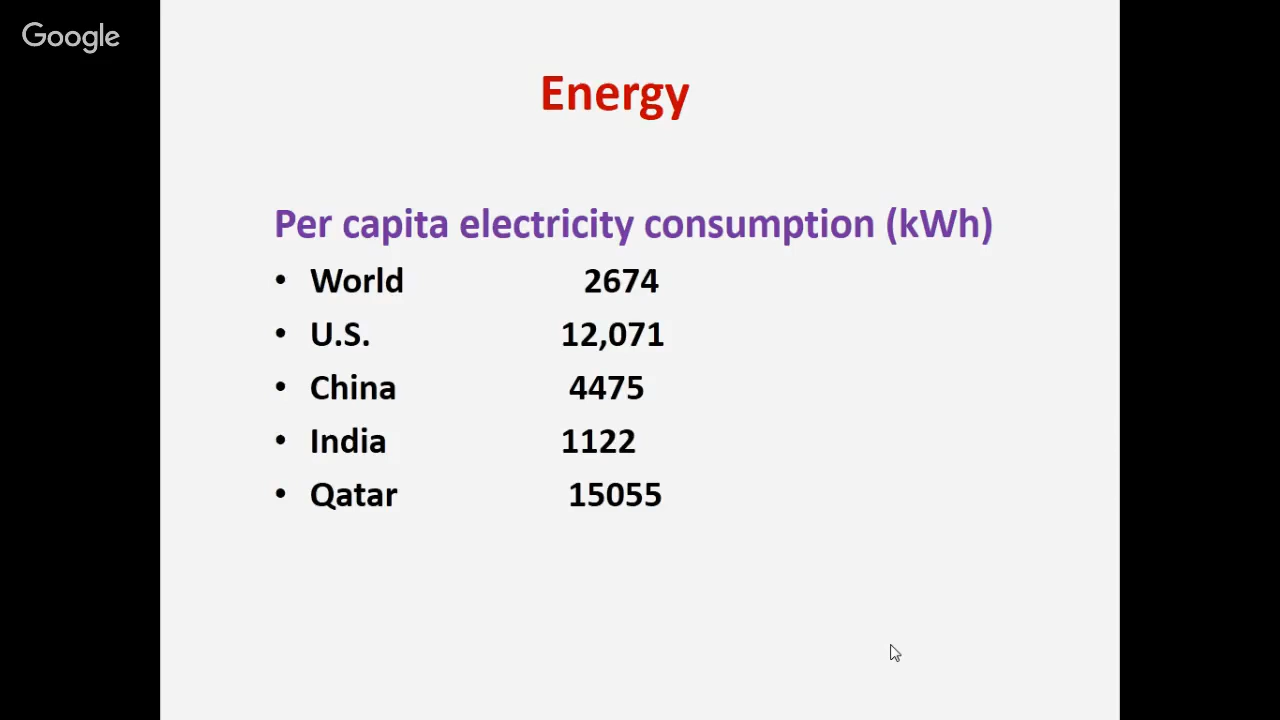 Google
Energy
Per capita electricity consumption (kWh)
• World 2674
• U.S. 12,071
• China 4475
• India 1122
• Qatar 15055